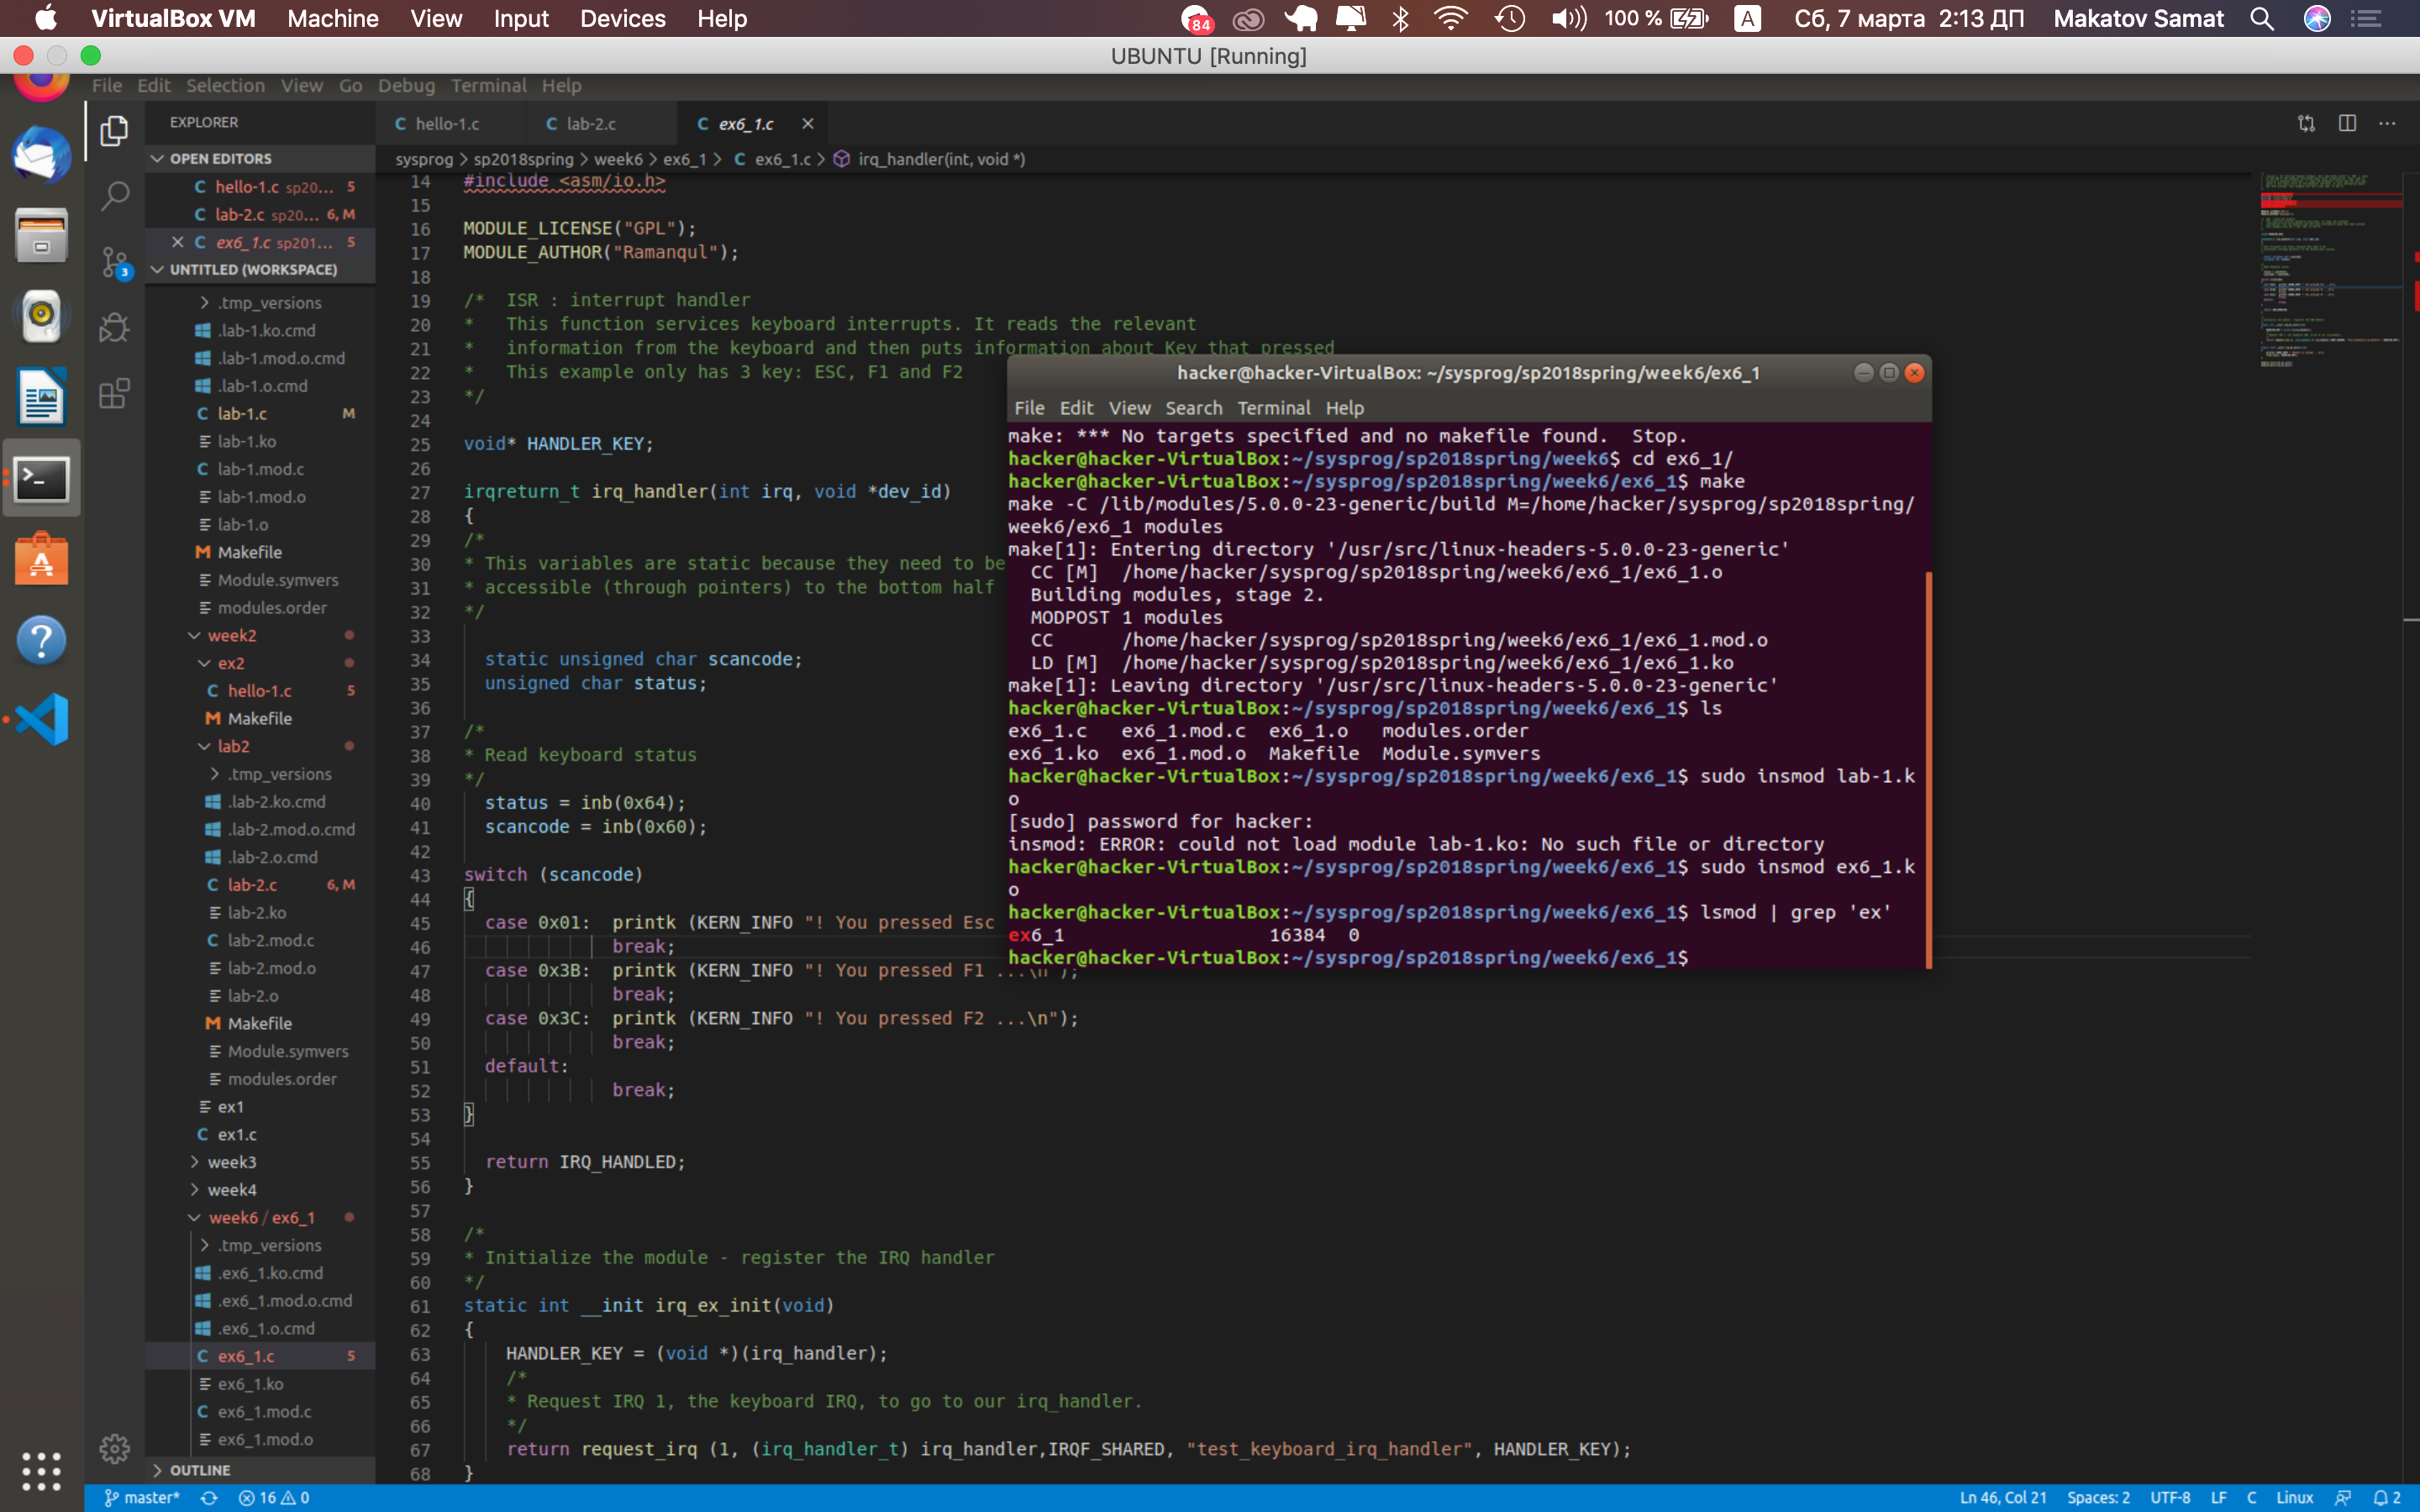 VirtualBox VM Machine View Input Devices Help 84 100 % A Сб, 7 марта 2:13 ДП Makatov Samat
UBUNTU [Running]
File Edit Selection View Go Debug Terminal Help
EXPLORER
OPEN EDITORS
C hello-1.c sp20... 5
C lab-2.c sp20... 6, M
C ex6_1.c sp201... 5
UNTITLED (WORKSPACE)
.tmp_versions
.lab-1.ko.cmd
.lab-1.mod.o.cmd
.lab-1.o.cmd
C lab-1.c M
lab-1.ko
C lab-1.mod.c
lab-1.mod.o
lab-1.o
M Makefile
Module.symvers
modules.order
week2
ex2
C hello-1.c 5
M Makefile
lab2
.tmp_versions
.lab-2.ko.cmd
.lab-2.mod.o.cmd
.lab-2.o.cmd
C lab-2.c 6, M
lab-2.ko
C lab-2.mod.c
lab-2.mod.o
lab-2.o
M Makefile
Module.symvers
modules.order
ex1
C ex1.c
week3
week4
week6 / ex6_1
.tmp_versions
.ex6_1.ko.cmd
.ex6_1.mod.o.cmd
.ex6_1.o.cmd
C ex6_1.c 5
ex6_1.ko
C ex6_1.mod.c
ex6_1.mod.o
OUTLINE
3
C hello-1.c C lab-2.c C ex6_1.c
sysprog > sp2018spring > week6 > ex6_1 > C ex6_1.c > irq_handler(int, void *)
14 #include <asm/io.h>
15
16 MODULE_LICENSE("GPL");
17 MODULE_AUTHOR("Ramanqul");
18
19 /* ISR : interrupt handler
20 * This function services keyboard interrupts. It reads the relevant
21 * information from the keyboard and then puts information about Key that pressed
22 * This example only has 3 key: ESC, F1 and F2
23 */
24
25 void* HANDLER_KEY;
26
27 irqreturn_t irq_handler(int irq, void *dev_id)
28 {
29 /*
30 * This variables are static because they need to be
31 * accessible (through pointers) to the bottom half
32 */
33
34 static unsigned char scancode;
35 unsigned char status;
36
37 /*
38 * Read keyboard status
39 */
40 status = inb(0x64);
41 scancode = inb(0x60);
42
43 switch (scancode)
44 {
45 case 0x01: printk (KERN_INFO "! You pressed Esc
46 break;
47 case 0x3B: printk (KERN_INFO "! You pressed F1 ...\n");
48 break;
49 case 0x3C: printk (KERN_INFO "! You pressed F2 ...\n");
50 break;
51 default:
52 break;
53 }
54
55 return IRQ_HANDLED;
56 }
57
58 /*
59 * Initialize the module - register the IRQ handler
60 */
61 static int __init irq_ex_init(void)
62 {
63 HANDLER_KEY = (void *)(irq_handler);
64 /*
65 * Request IRQ 1, the keyboard IRQ, to go to our irq_handler.
66 */
67 return request_irq (1, (irq_handler_t) irq_handler,IRQF_SHARED, "test_keyboard_irq_handler", HANDLER_KEY);
68 }
hacker@hacker-VirtualBox: ~/sysprog/sp2018spring/week6/ex6_1
File Edit View Search Terminal Help
make: *** No targets specified and no makefile found. Stop.
hacker@hacker-VirtualBox:~/sysprog/sp2018spring/week6$ cd ex6_1/
hacker@hacker-VirtualBox:~/sysprog/sp2018spring/week6/ex6_1$ make
make -C /lib/modules/5.0.0-23-generic/build M=/home/hacker/sysprog/sp2018spring/
week6/ex6_1 modules
make[1]: Entering directory '/usr/src/linux-headers-5.0.0-23-generic'
CC [M] /home/hacker/sysprog/sp2018spring/week6/ex6_1/ex6_1.o
Building modules, stage 2.
MODPOST 1 modules
CC /home/hacker/sysprog/sp2018spring/week6/ex6_1/ex6_1.mod.o
LD [M] /home/hacker/sysprog/sp2018spring/week6/ex6_1/ex6_1.ko
make[1]: Leaving directory '/usr/src/linux-headers-5.0.0-23-generic'
hacker@hacker-VirtualBox:~/sysprog/sp2018spring/week6/ex6_1$ ls
ex6_1.c ex6_1.mod.c ex6_1.o modules.order
ex6_1.ko ex6_1.mod.o Makefile Module.symvers
hacker@hacker-VirtualBox:~/sysprog/sp2018spring/week6/ex6_1$ sudo insmod lab-1.k
o
[sudo] password for hacker:
insmod: ERROR: could not load module lab-1.ko: No such file or directory
hacker@hacker-VirtualBox:~/sysprog/sp2018spring/week6/ex6_1$ sudo insmod ex6_1.k
o
hacker@hacker-VirtualBox:~/sysprog/sp2018spring/week6/ex6_1$ lsmod | grep 'ex'
ex6_1 16384 0
hacker@hacker-VirtualBox:~/sysprog/sp2018spring/week6/ex6_1$
master* 16 0 Ln 46, Col 21 Spaces: 2 UTF-8 LF C Linux 2